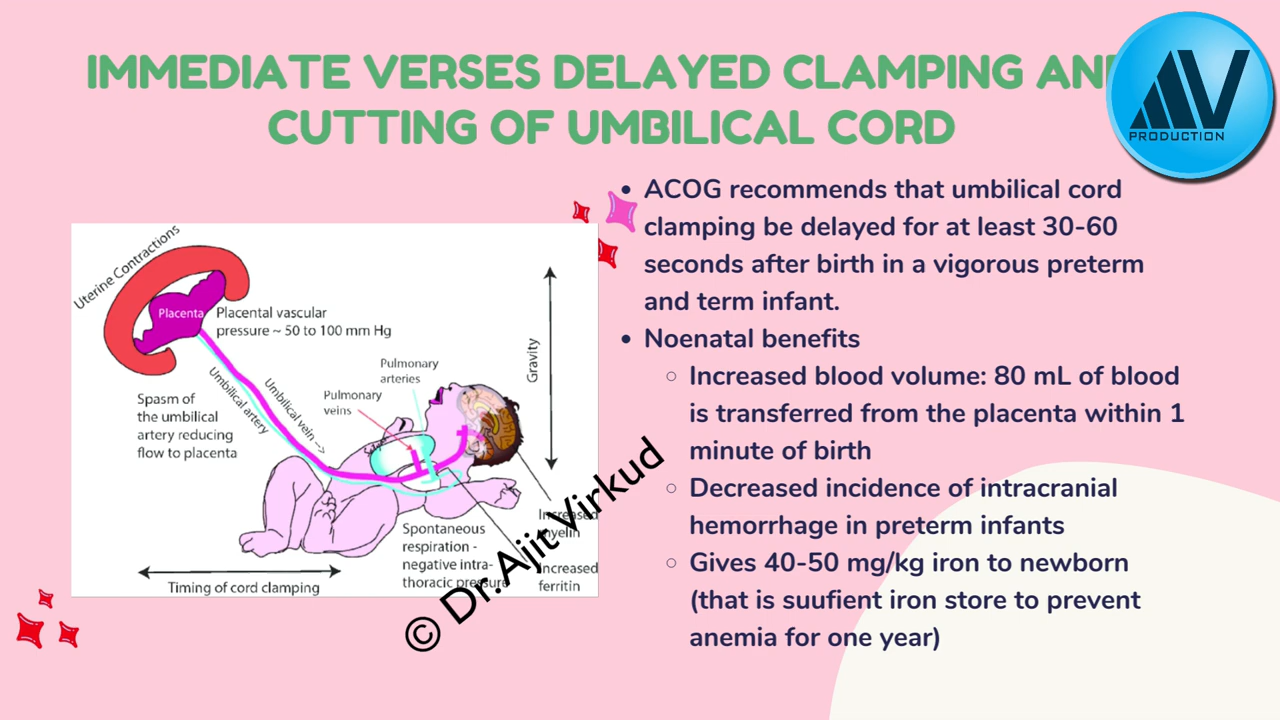 IMMEDIATE VERSES DELAYED CLAMPING AND
CUTTING OF UMBILICAL CORD
AV
PRODUCTION
• ACOG recommends that umbilical cord
clamping be delayed for at least 30-60
seconds after birth in a vigorous preterm
and term infant.
• Noenatal benefits
○ Increased blood volume: 80 mL of blood
is transferred from the placenta within 1
minute of birth
○ Decreased incidence of intracranial
hemorrhage in preterm infants
○ Gives 40-50 mg/kg iron to newborn
(that is suufient iron store to prevent
anemia for one year)
Uterine Contractions
Placenta
Placental vascular
pressure ~ 50 to 100 mm Hg
Pulmonary
arteries
Pulmonary
veins
Gravity
Umbilical artery
Umbilical vein -->
Spasm of
the umbilical
artery reducing
flow to placenta
Spontaneous
respiration -
negative intra-
thoracic pressure
Increased
myelin
Increased
ferritin
Timing of cord clamping
© Dr.Ajit Virkud